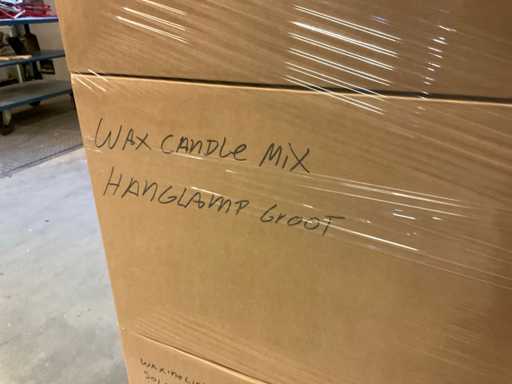 WAX CANDLE MIX
HANGLAMP GROOT